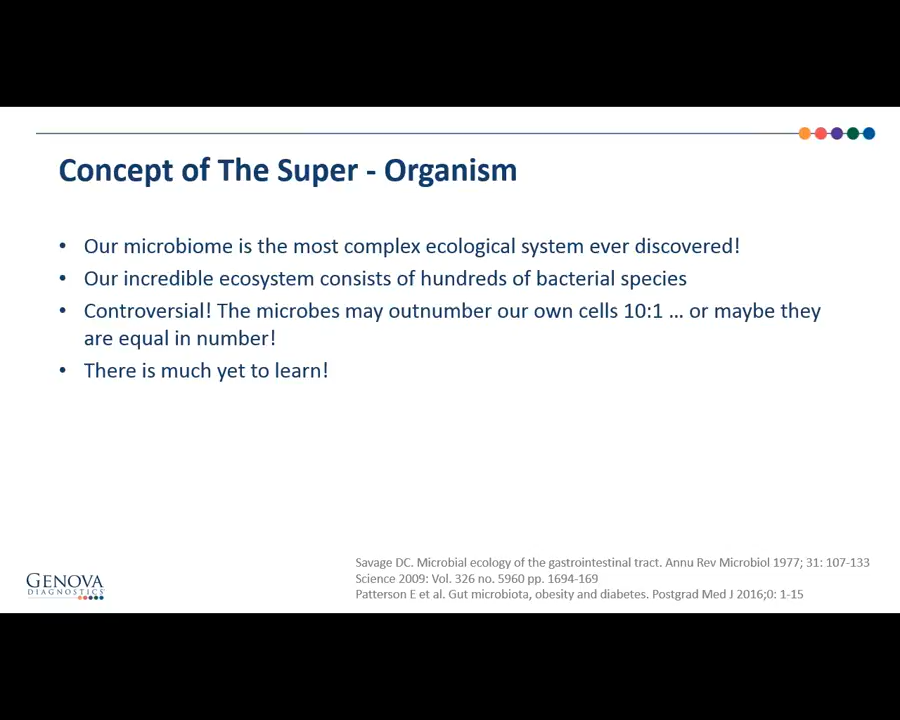 Concept of The Super - Organism
• Our microbiome is the most complex ecological system ever discovered!
• Our incredible ecosystem consists of hundreds of bacterial species
• Controversial! The microbes may outnumber our own cells 10:1 ... or maybe they
are equal in number!
• There is much yet to learn!
Savage DC. Microbial ecology of the gastrointestinal tract. Annu Rev Microbiol 1977; 31: 107-133
Science 2009: Vol. 326 no. 5960 pp. 1694-169
Patterson E et al. Gut microbiota, obesity and diabetes. Postgrad Med J 2016;0: 1-15
GENOVA
DIAGNOSTICS